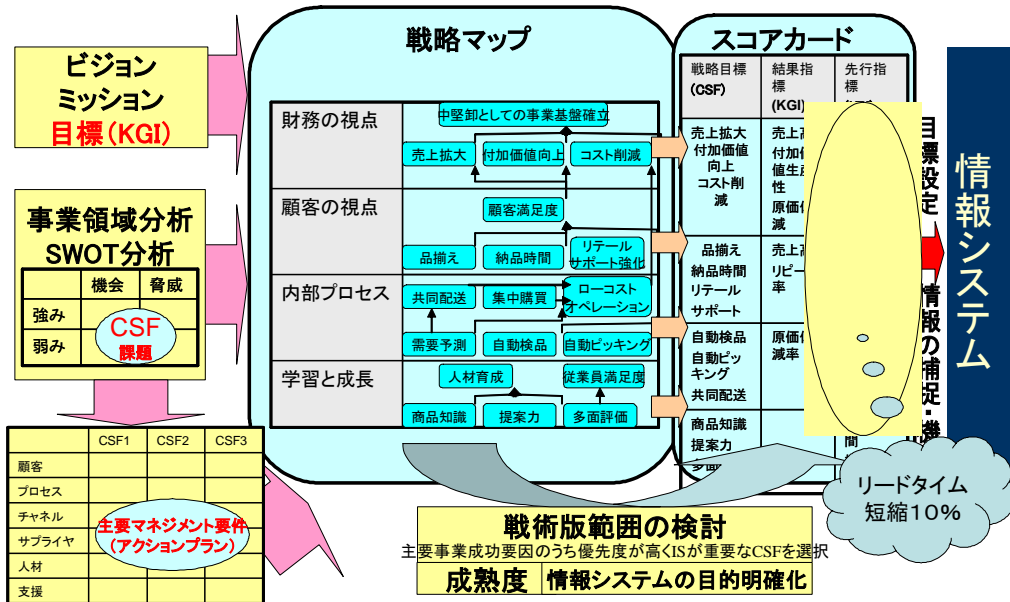 ビジョン
ミッション
目標(KGI)
事業領域分析
SWOT分析
機会
脅威
強み
弱み
CSF
課題
CSF1
CSF2
CSF3
顧客
プロセス
チャネル
サプライヤ
人材
支援
主要マネジメント要件
(アクションプラン)
戦略マップ
財務の視点
中堅卸としての事業基盤確立
売上拡大
付加価値向上
コスト削減
顧客の視点
顧客満足度
品揃え
納品時間
リテール
サポート強化
内部プロセス
共同配送
集中購買
ローコスト
オペレーション
需要予測
自動検品
自動ピッキング
学習と成長
人材育成
従業員満足度
商品知識
提案力
多面評価
スコアカード
戦略目標
(CSF)
結果指
標
(KGI)
先行指
標
売上拡大
付加価値
向上
コスト削
減
売上
付加価
値生産
性
原価
減
品揃え
納品時間
リテール
サポート
売上
リピー
率
自動検品
自動ピッ
キング
共同配送
原価
減率
商品知識
提案力
間
目標設定
情報の補足・機
情報システム
リードタイム
短縮10%
戦術版範囲の検討
主要事業成功要因のうち優先度が高くISが重要なCSFを選択
成熟度
情報システムの目的明確化